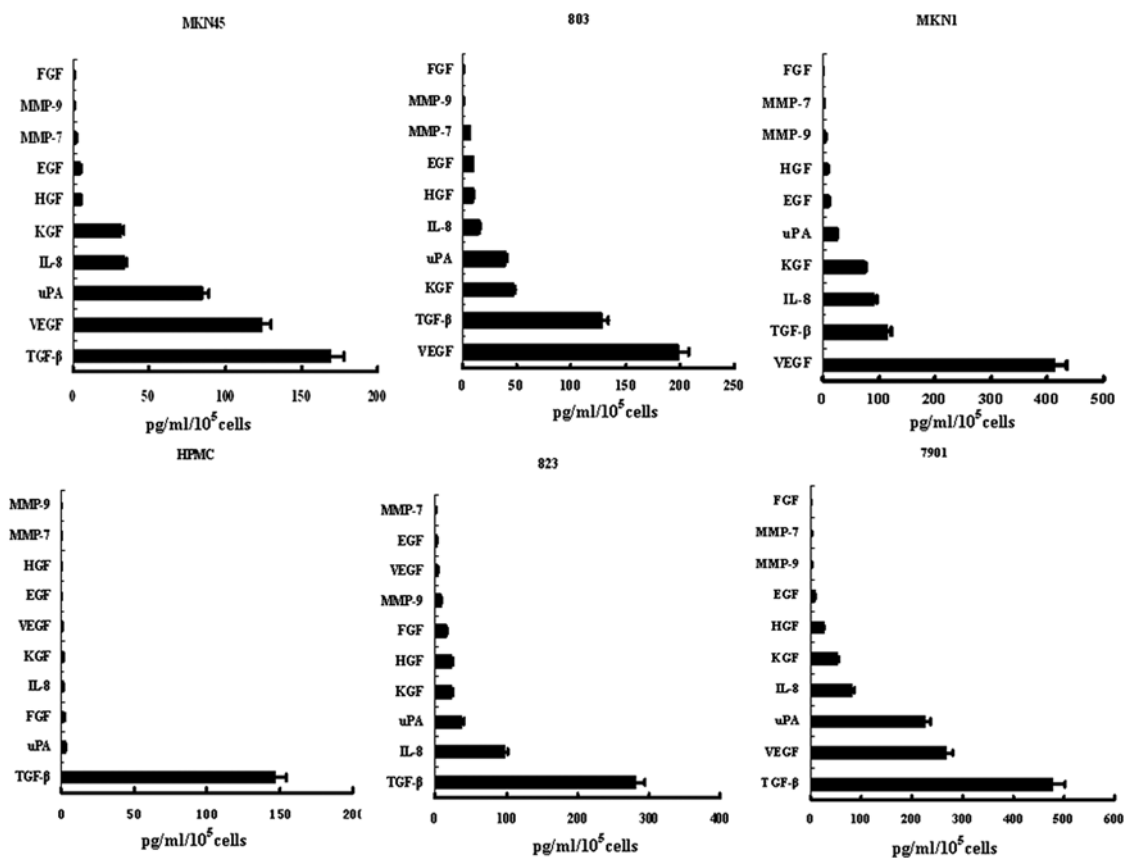 MKN45
FGF
MMP-9
MMP-7
EGF
HGF
KGF
IL-8
uPA
VEGF
TGF-β
0 50 100 150 200
pg/ml/10⁵cells
803
FGF
MMP-9
MMP-7
EGF
HGF
IL-8
uPA
KGF
TGF-β
VEGF
0 50 100 150 200 250
pg/ml/10⁵cells
MKN1
FGF
MMP-7
MMP-9
HGF
EGF
uPA
KGF
IL-8
TGF-β
VEGF
0 100 200 300 400 500
pg/ml/10⁵cells
HPMC
MMP-9
MMP-7
HGF
EGF
VEGF
KGF
IL-8
FGF
uPA
TGF-β
0 50 100 150 20
pg/ml/10⁵cells
823
MMP-7
EGF
VEGF
MMP-9
FGF
HGF
KGF
uPA
IL-8
TGF-β
0 100 200 300 400
pg/ml/10⁵cells
7901
FGF
MMP-7
MMP-9
EGF
HGF
KGF
IL-8
uPA
VEGF
TGF-β
0 100 200 300 400 500 600
pg/ml/10⁵cells